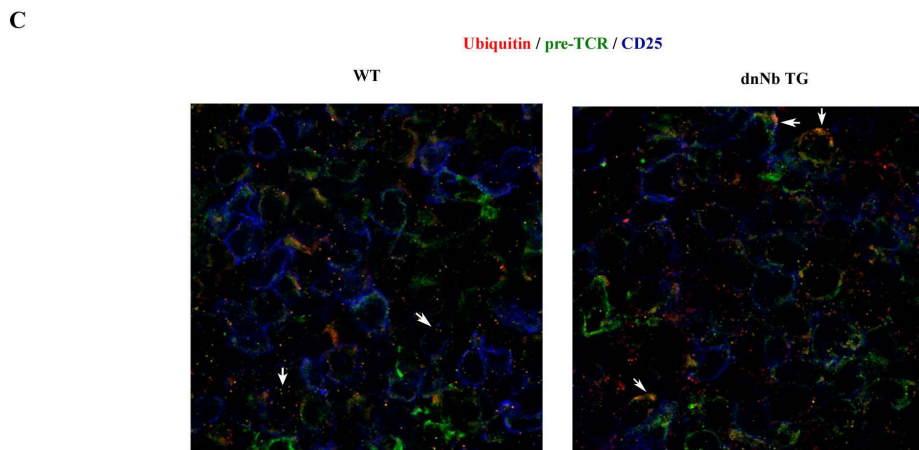 C
Ubiquitin / pre-TCR / CD25
WT
dnNb TG